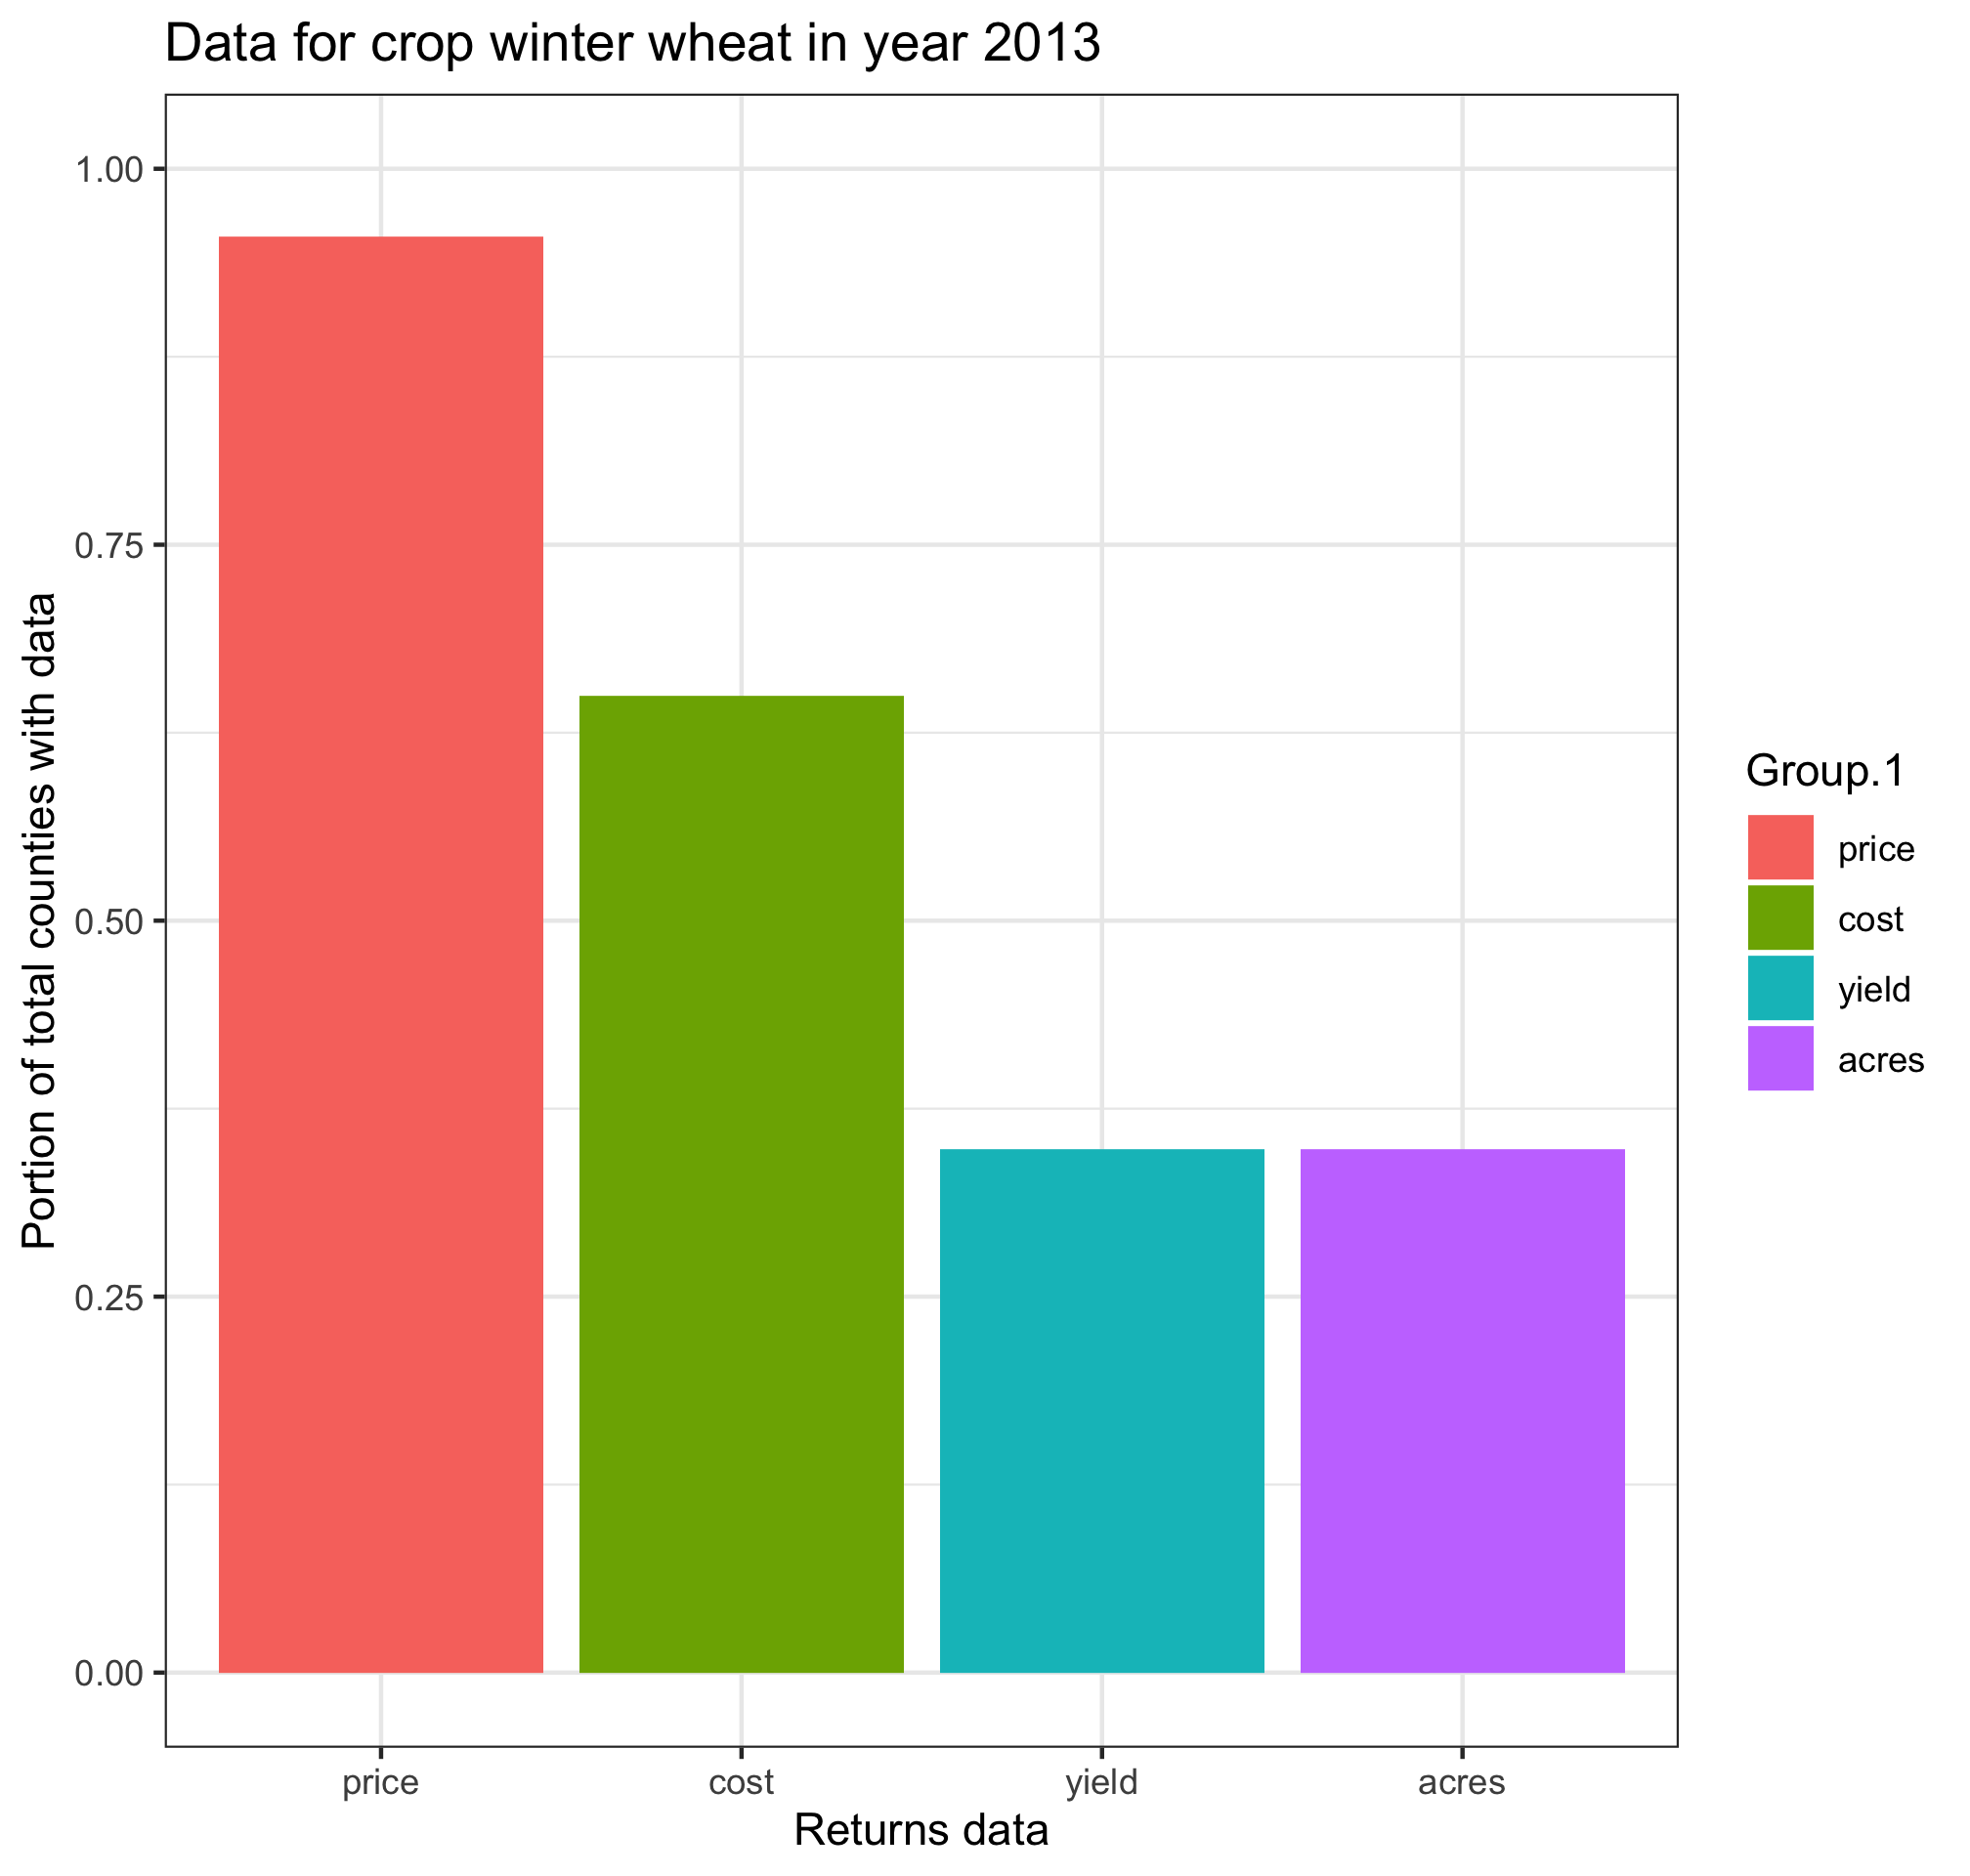 Data for crop winter wheat in year 2013
Portion of total counties with data
1.00
0.75
0.50
0.25
0.00
price
cost
yield
acres
Returns data
Group.1
price
cost
yield
acres